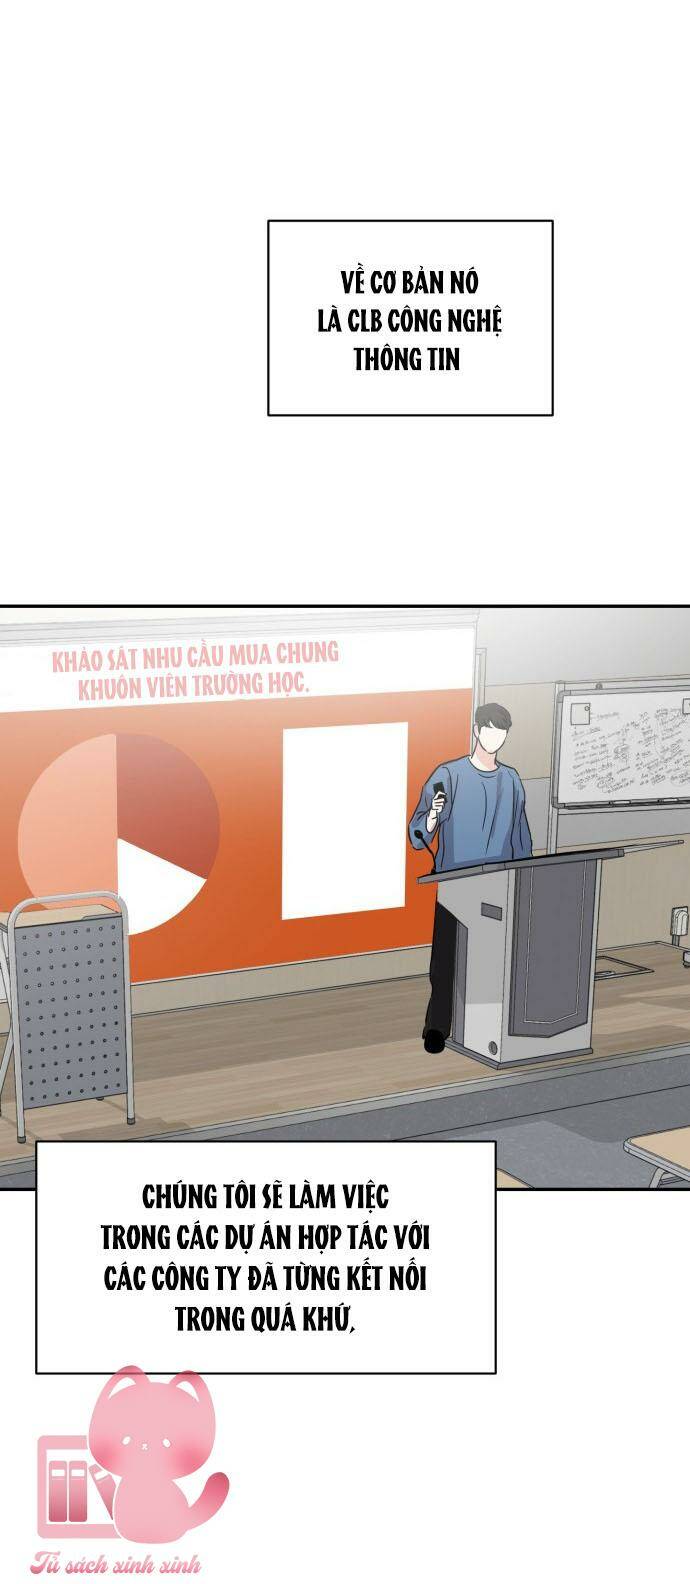 VỀ CƠ BẢN NÓ
LÀ CLB CÔNG NGHỆ
THÔNG TIN
KHẢO SÁT NHU CẦU MUA CHUNG
KHUÔN VIÊN TRƯỜNG HỌC.
CHÚNG TÔI SẼ LÀM VIỆC
TRONG CÁC DỰ ÁN HỢP TÁC VỚI
CÁC CÔNG TY ĐÃ TỪNG KẾT NỐI
TRONG QUÁ KHỨ,
Tủ sách xinh xinh